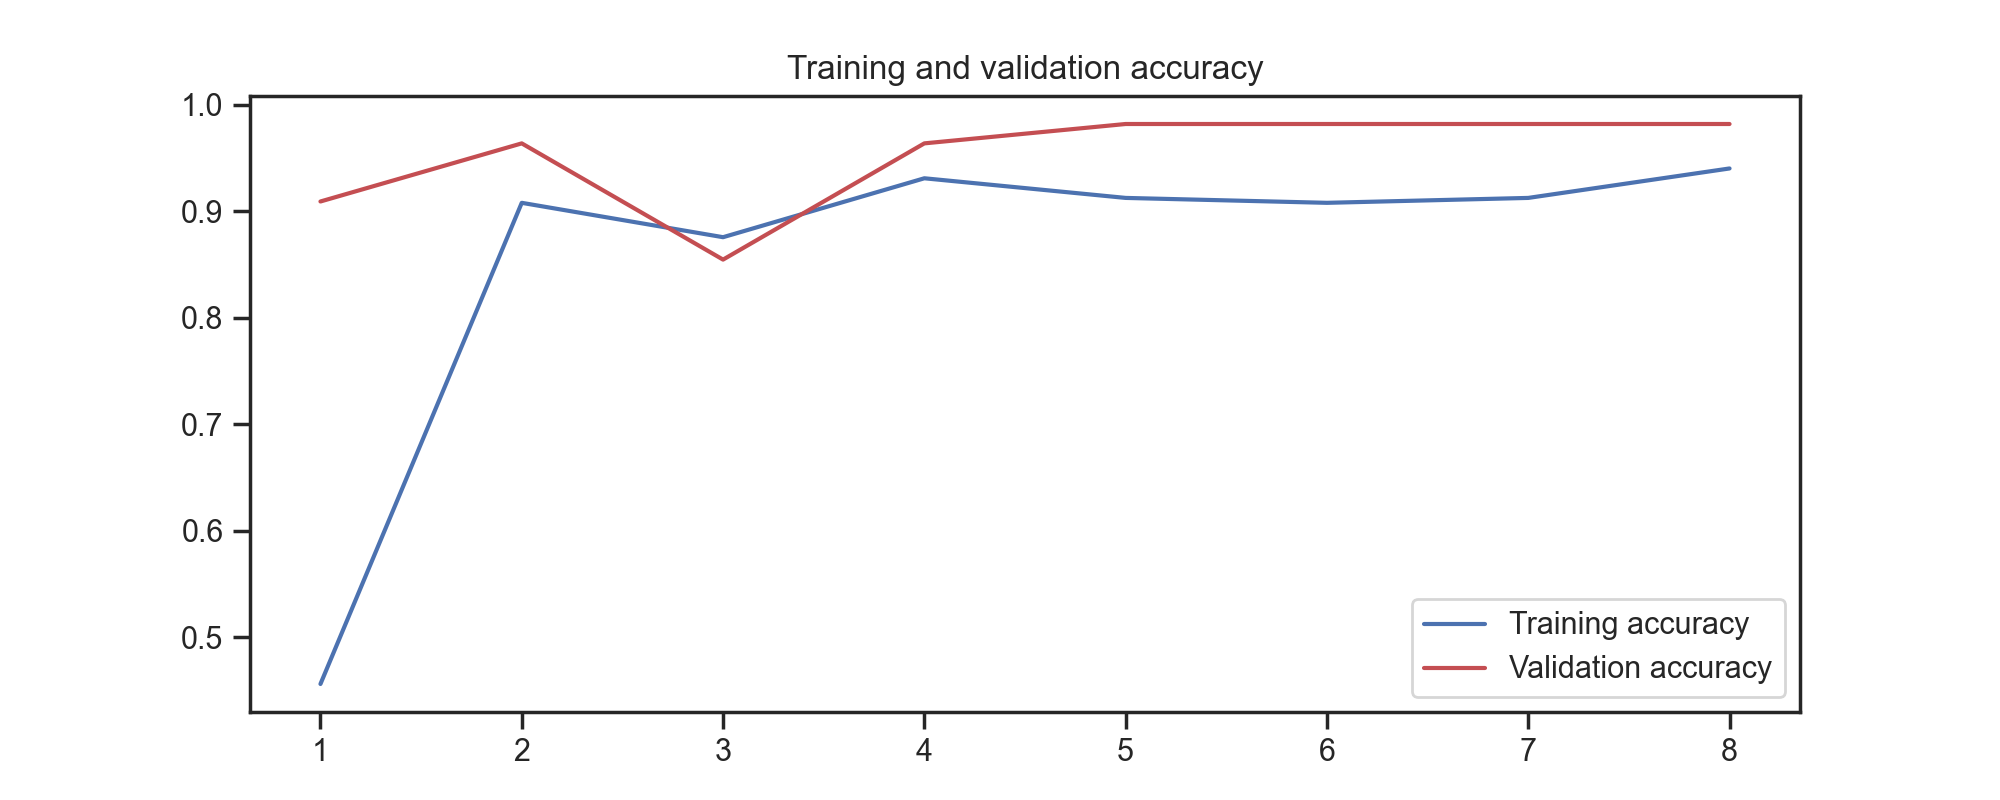 Training and validation accuracy
1.0
0.9
0.8
0.7
0.6
0.5
Training accuracy
Validation accuracy
1 2 3 4 5 6 7 8